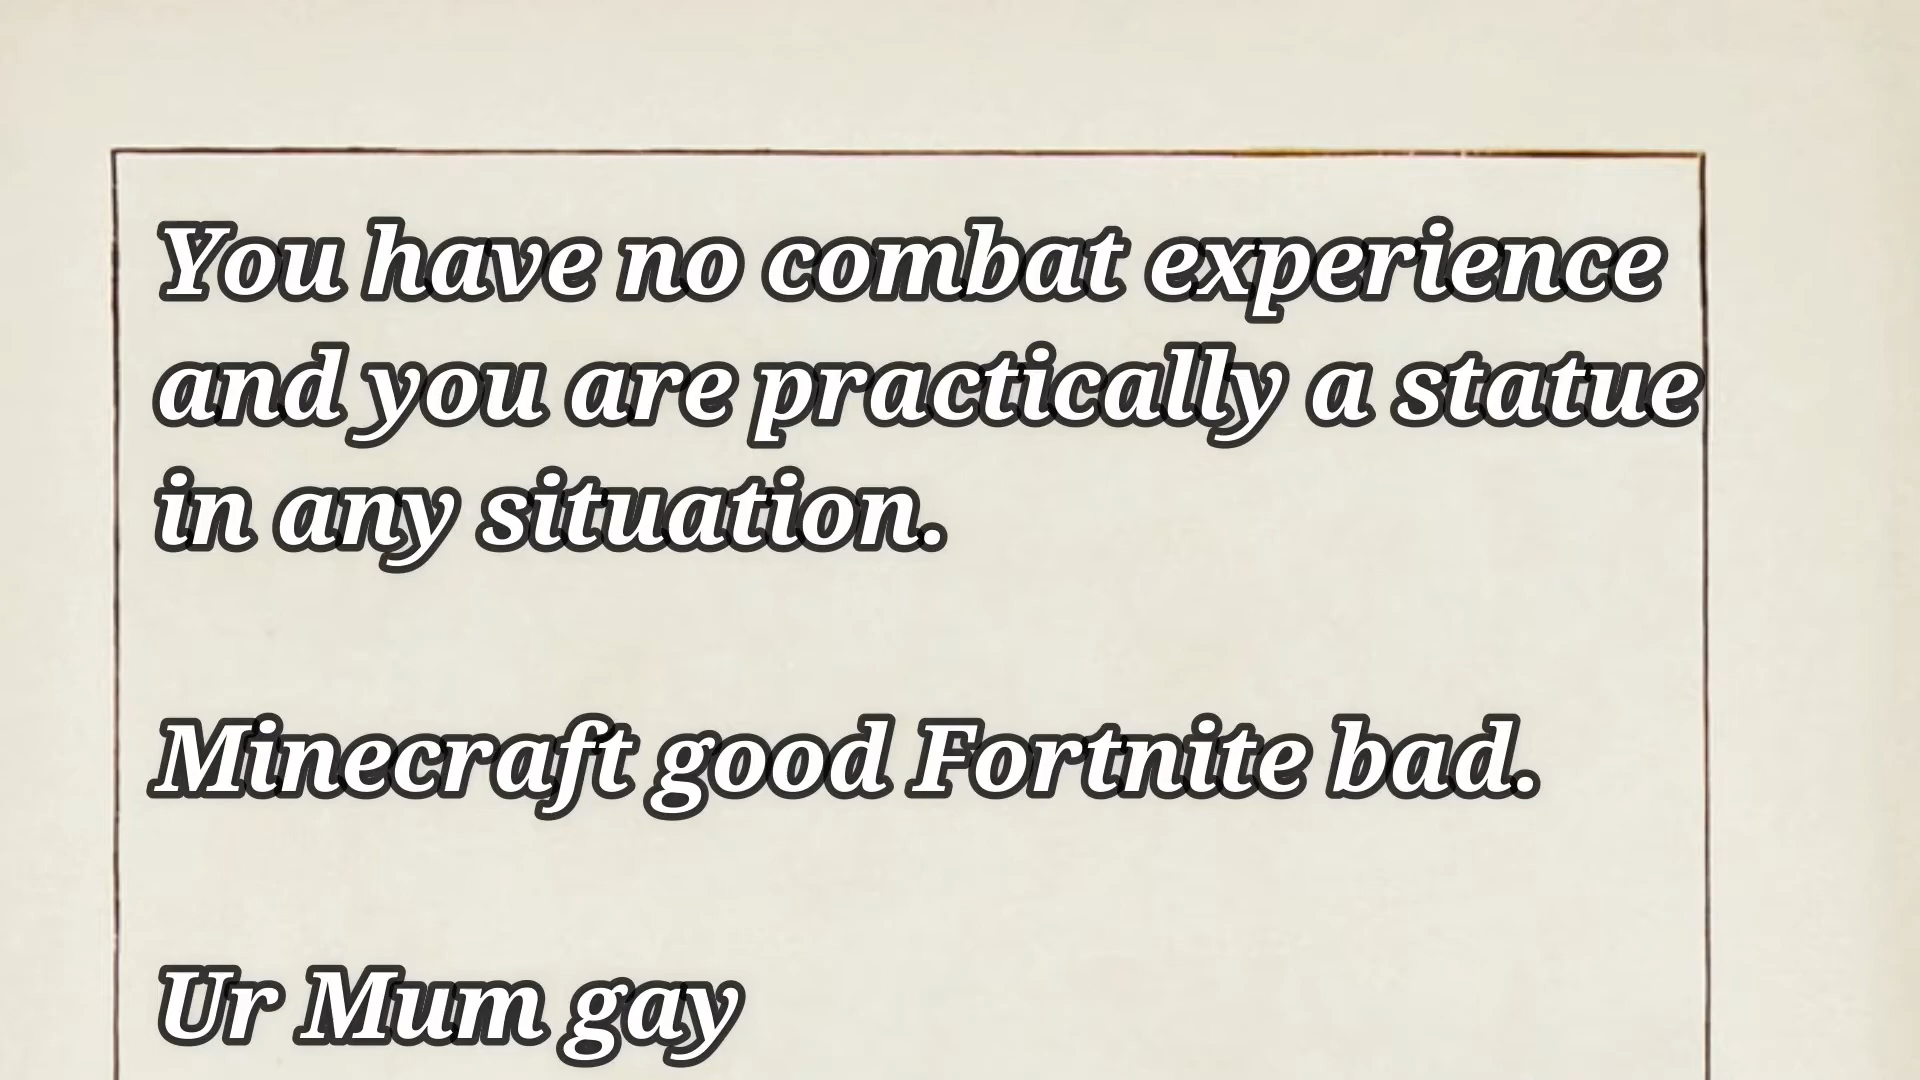 You have no combat experience
and you are practically a statue
in any situation.
Minecraft good Fortnite bad.
Ur Mum gay